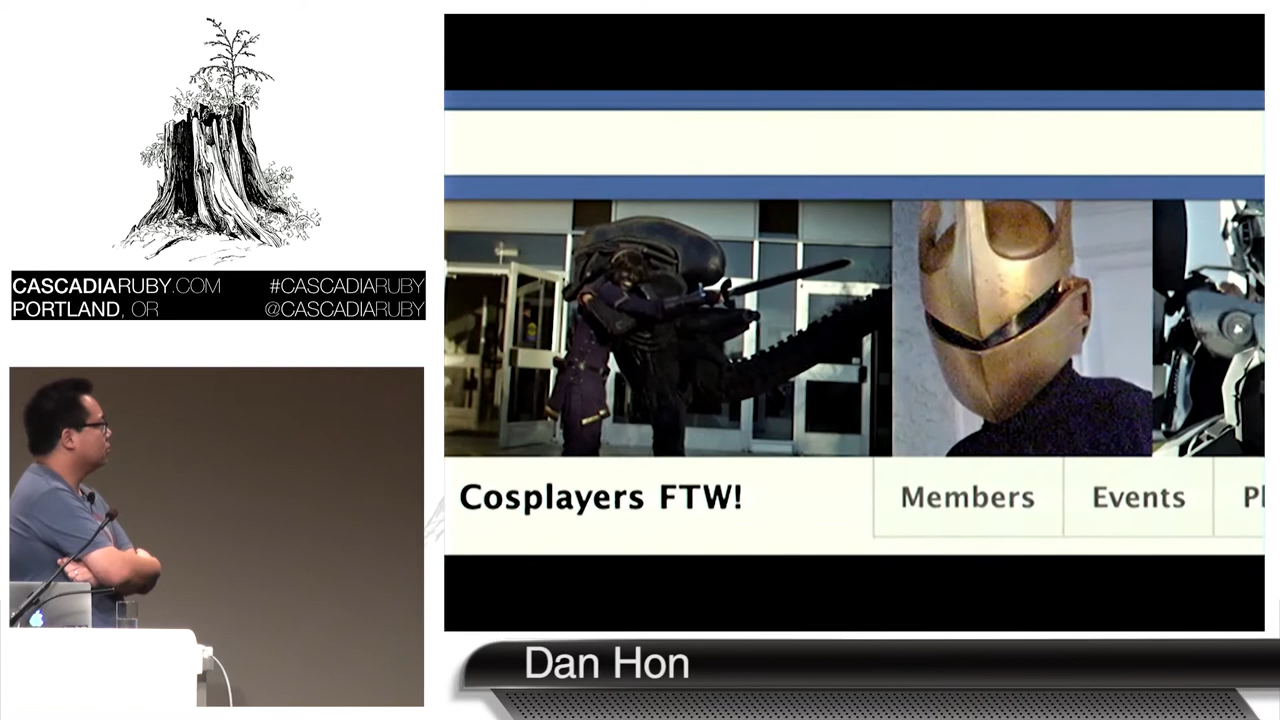 CASCADIARUBY.COM #CASCADIARUBY
PORTLAND, OR @CASCADIARUBY
Cosplayers FTW!
Members
Events
Dan Hon